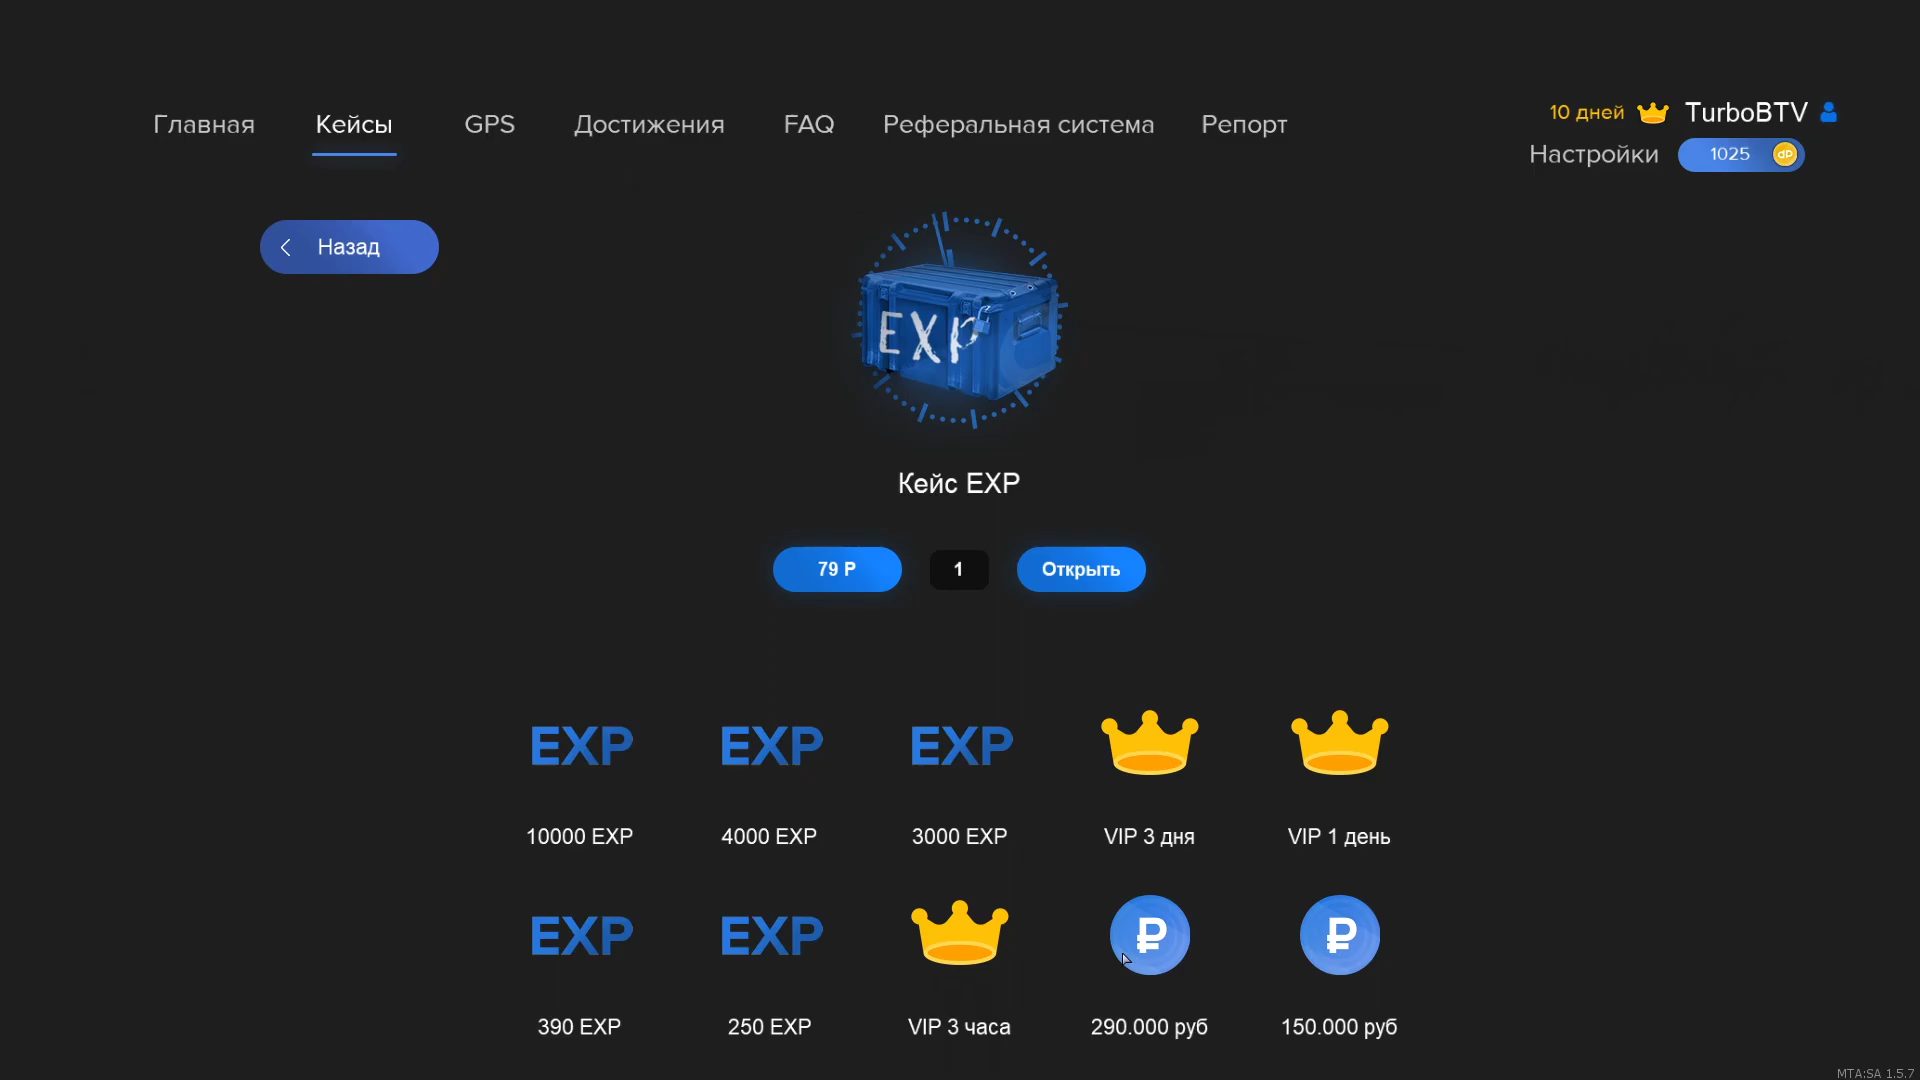 Главная Кейсы GPS Достижения FAQ Реферальная система Репорт
10 дней TurboBTV
Настройки 1025 dP
Назад
EXP
Кейс EXP
79 Р 1 Открыть
EXP EXP EXP
10000 EXP 4000 EXP 3000 EXP VIP 3 дня VIP 1 день
EXP EXP ₽ ₽
390 EXP 250 EXP VIP 3 часа 290.000 руб 150.000 руб
MTA:SA 1.5.7